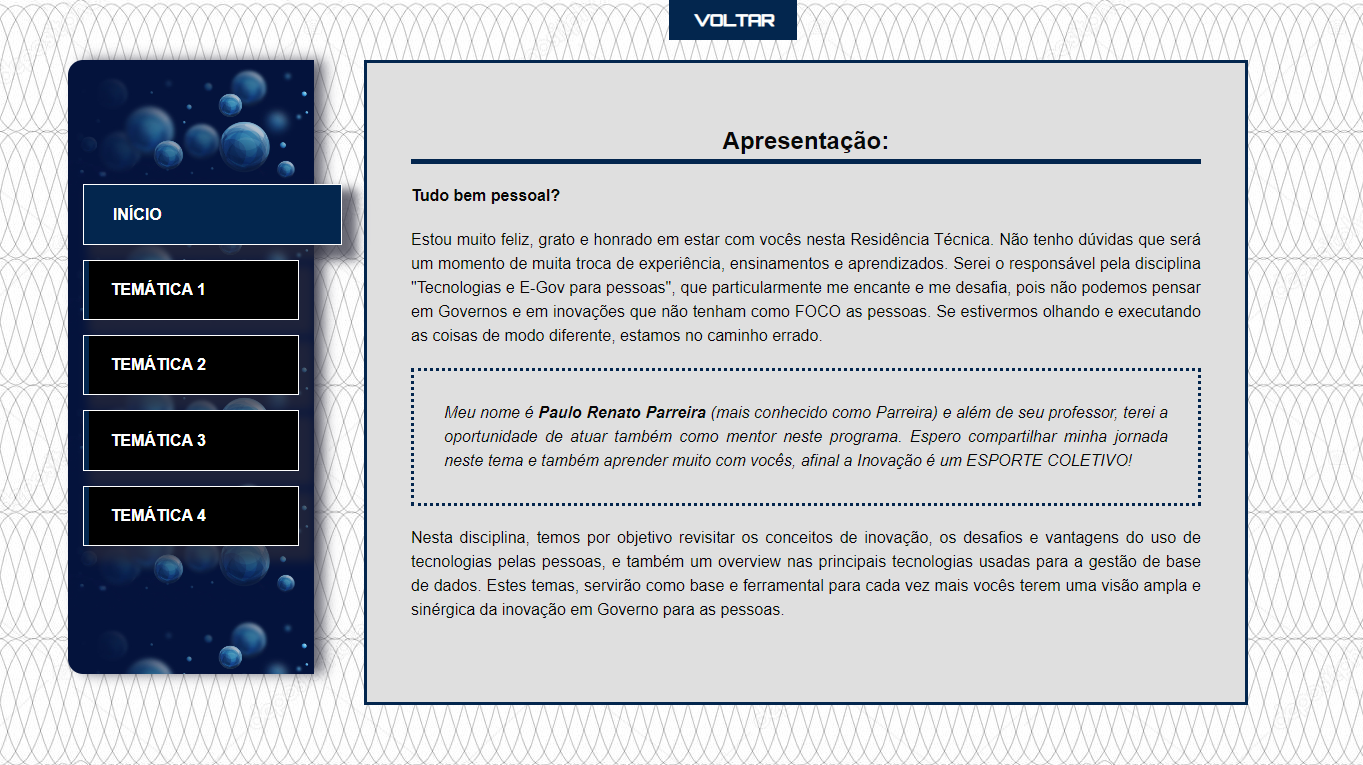 VOLTAR
INÍCIO
TEMÁTICA 1
TEMÁTICA 2
TEMÁTICA 3
TEMÁTICA 4
Apresentação:
Tudo bem pessoal?
Estou muito feliz, grato e honrado em estar com vocês nesta Residência Técnica. Não tenho dúvidas que será
um momento de muita troca de experiência, ensinamentos e aprendizados. Serei o responsável pela disciplina
"Tecnologias e E-Gov para pessoas", que particularmente me encante e me desafia, pois não podemos pensar
em Governos e em inovações que não tenham como FOCO as pessoas. Se estivermos olhando e executando
as coisas de modo diferente, estamos no caminho errado.
Meu nome é Paulo Renato Parreira (mais conhecido como Parreira) e além de seu professor, terei a
oportunidade de atuar também como mentor neste programa. Espero compartilhar minha jornada
neste tema e também aprender muito com vocês, afinal a Inovação é um ESPORTE COLETIVO!
Nesta disciplina, temos por objetivo revisitar os conceitos de inovação, os desafios e vantagens do uso de
tecnologias pelas pessoas, e também um overview nas principais tecnologias usadas para a gestão de base
de dados. Estes temas, servirão como base e ferramental para cada vez mais vocês terem uma visão ampla e
sinérgica da inovação em Governo para as pessoas.